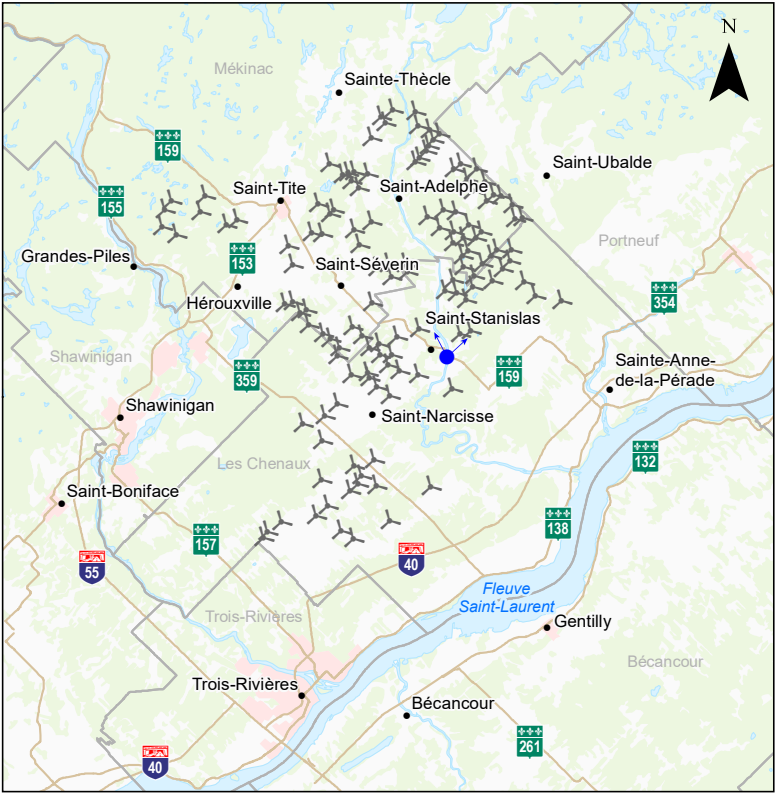 N
Mékinac
Sainte-Thècle
159
Saint-Ubalde
Saint-Tite
Saint-Adelphe
155
Portneuf
Grandes-Piles
153
Saint-Séverin
Hérouxville
354
Saint-Stanislas
Shawinigan
359
159
Sainte-Anne-
de-la-Pérade
Shawinigan
Saint-Narcisse
132
Les Chenaux
Saint-Boniface
138
157
55
40
Fleuve
Saint-Laurent
Trois-Rivières
Gentilly
Bécancour
Trois-Rivières
Bécancour
261
40